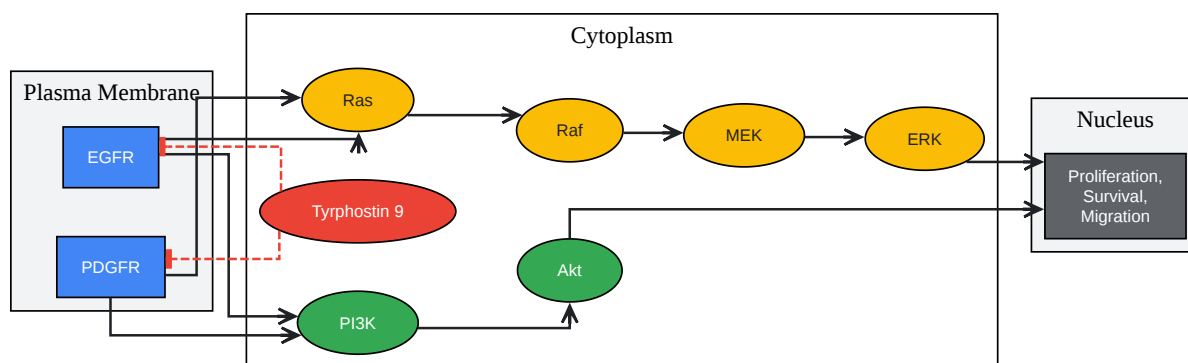 Cytoplasm
Plasma Membrane
Ras
Raf
MEK
ERK
Nucleus
EGFR
Tyrphostin 9
Proliferation,
Survival,
Migration
PDGFR
Akt
PI3K